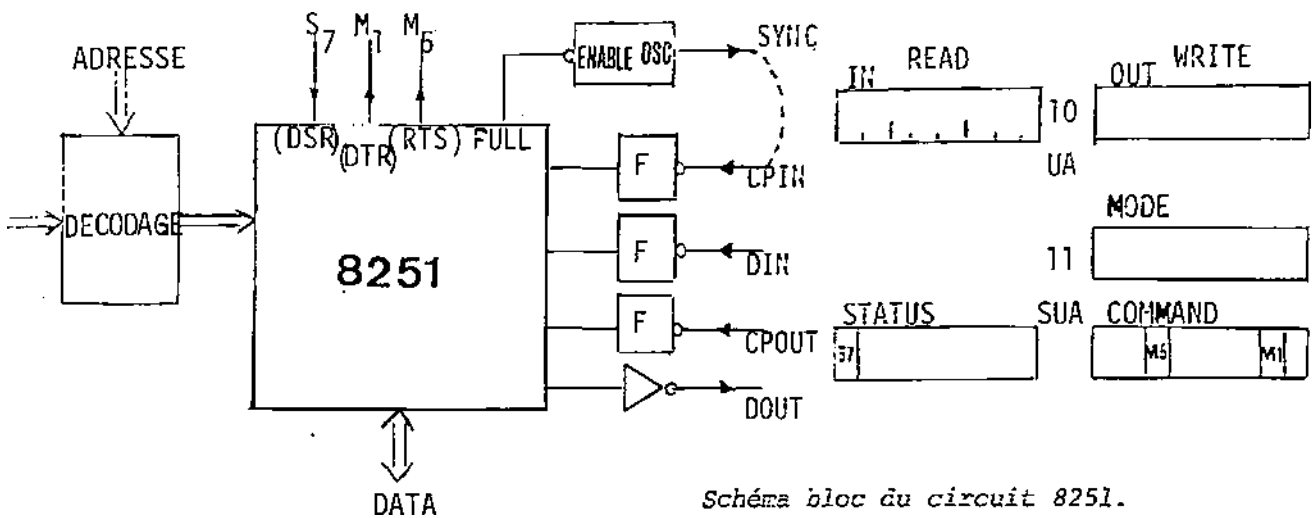 S7 M1 M5
ADRESSE
ENABLE OSC
SYNC
READ
WRITE
IN
OUT
(DSR)
(DTR)
(RTS)
FULL
10
UA
F
CPIN
DECODAGE
MODE
8251
F
DIN
11
STATUS
SUA
COMMAND
F
CPOUT
S7
M5
M1
DOUT
DATA
Schéma bloc du circuit 8251.